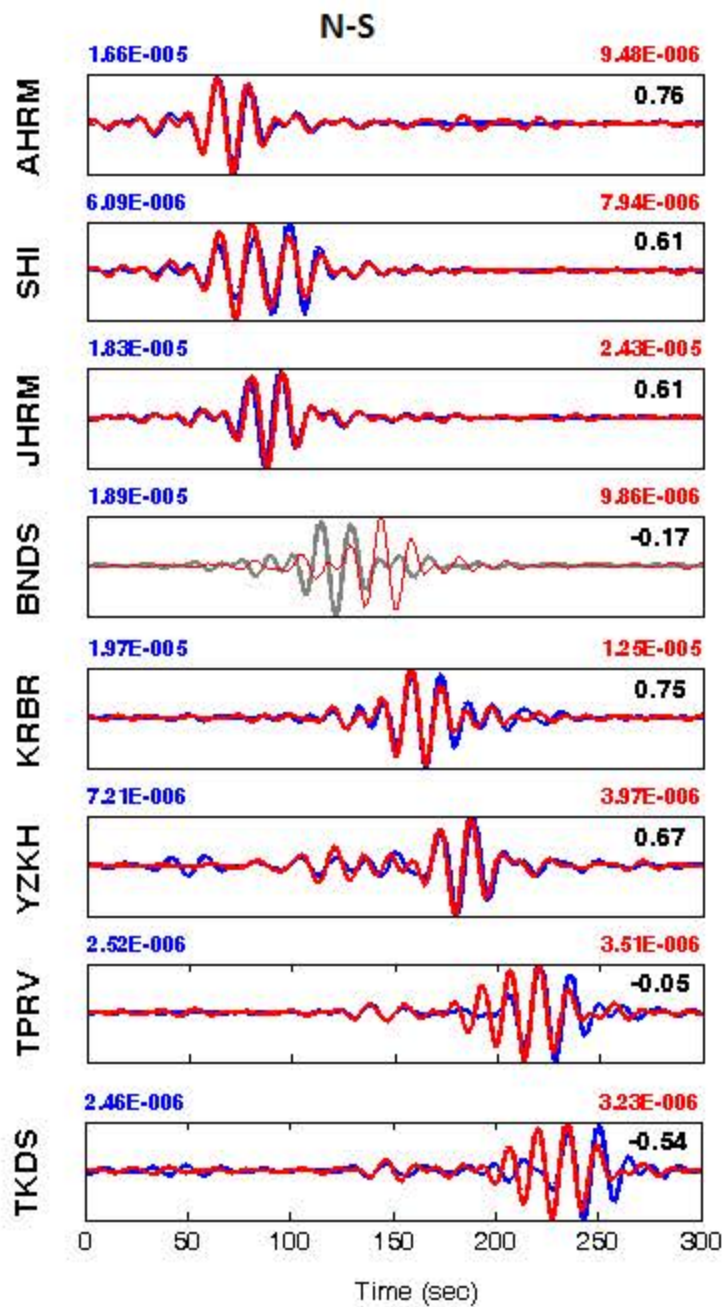 N-S
1.66E-005 9.48E-006
AHRM 0.76
6.09E-006 7.94E-006
SHI 0.61
1.83E-005 2.43E-005
JHRM 0.61
1.89E-005 9.86E-006
BNDS -0.17
1.97E-005 1.25E-005
KRBR 0.75
7.21E-006 3.97E-006
YZKH 0.67
2.52E-006 3.51E-006
TPRV -0.05
2.46E-006 3.23E-006
TKDS -0.54
0 50 100 150 200 250 300
Time (sec)